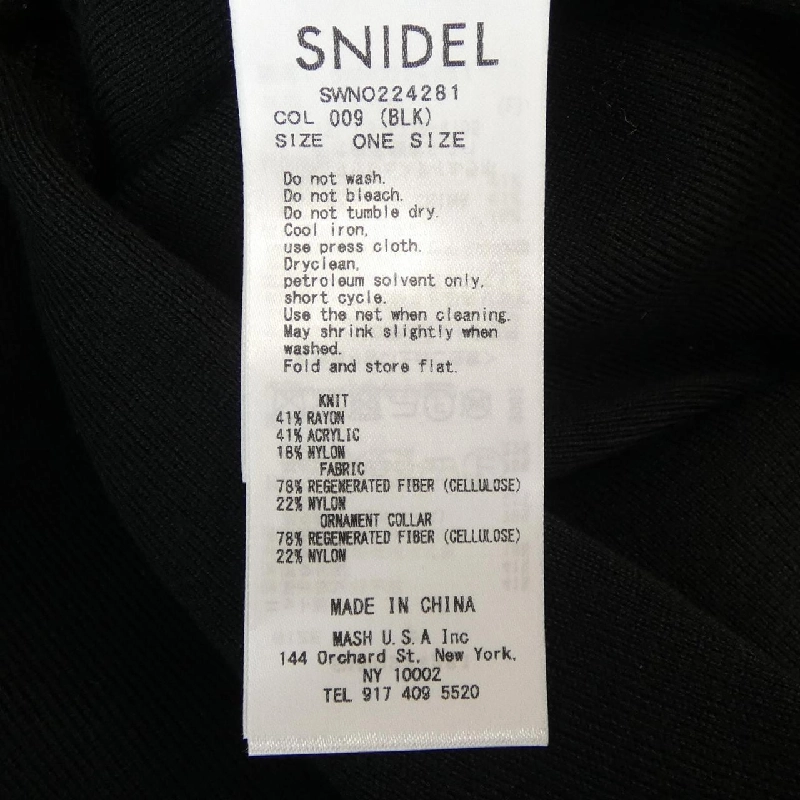 SNIDEL
SWNO224281
COL 009 (BLK)
SIZE ONE SIZE
Do not wash.
Do not bleach.
Do not tumble dry.
Cool iron,
use press cloth.
Dryclean,
petroleum solvent only,
short cycle.
Use the net when cleaning.
May shrink slightly when
washed.
Fold and store flat.
KNIT
41% RAYON
41% ACRYLIC
18% NYLON
FABRIC
78% REGENERATED FIBER (CELLULOSE)
22% NYLON
ORNAMENT COLLAR
78% REGENERATED FIBER (CELLULOSE)
22% NYLON
MADE IN CHINA
MASH U.S.A Inc
144 Orchard St, New York,
NY 10002
TEL 917 409 5520